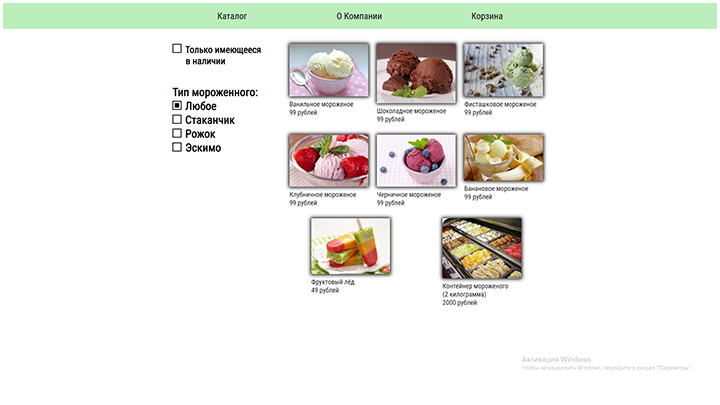 Каталог
О Компании
Корзина
Только имеющееся
в наличии
Тип мороженного:
Любое
Стаканчик
Рожок
Эскимо
Ванильное мороженое
99 рублей
Шоколадное мороженое
99 рублей
Фисташковое мороженое
99 рублей
Клубничное мороженое
99 рублей
Черничное мороженое
99 рублей
Банановое мороженое
99 рублей
Фруктовый лёд
49 рублей
Контейнер мороженого
(2 килограмма)
2000 рублей
Активация Windows
Чтобы активировать Windows, перейдите в раздел "Параметры".